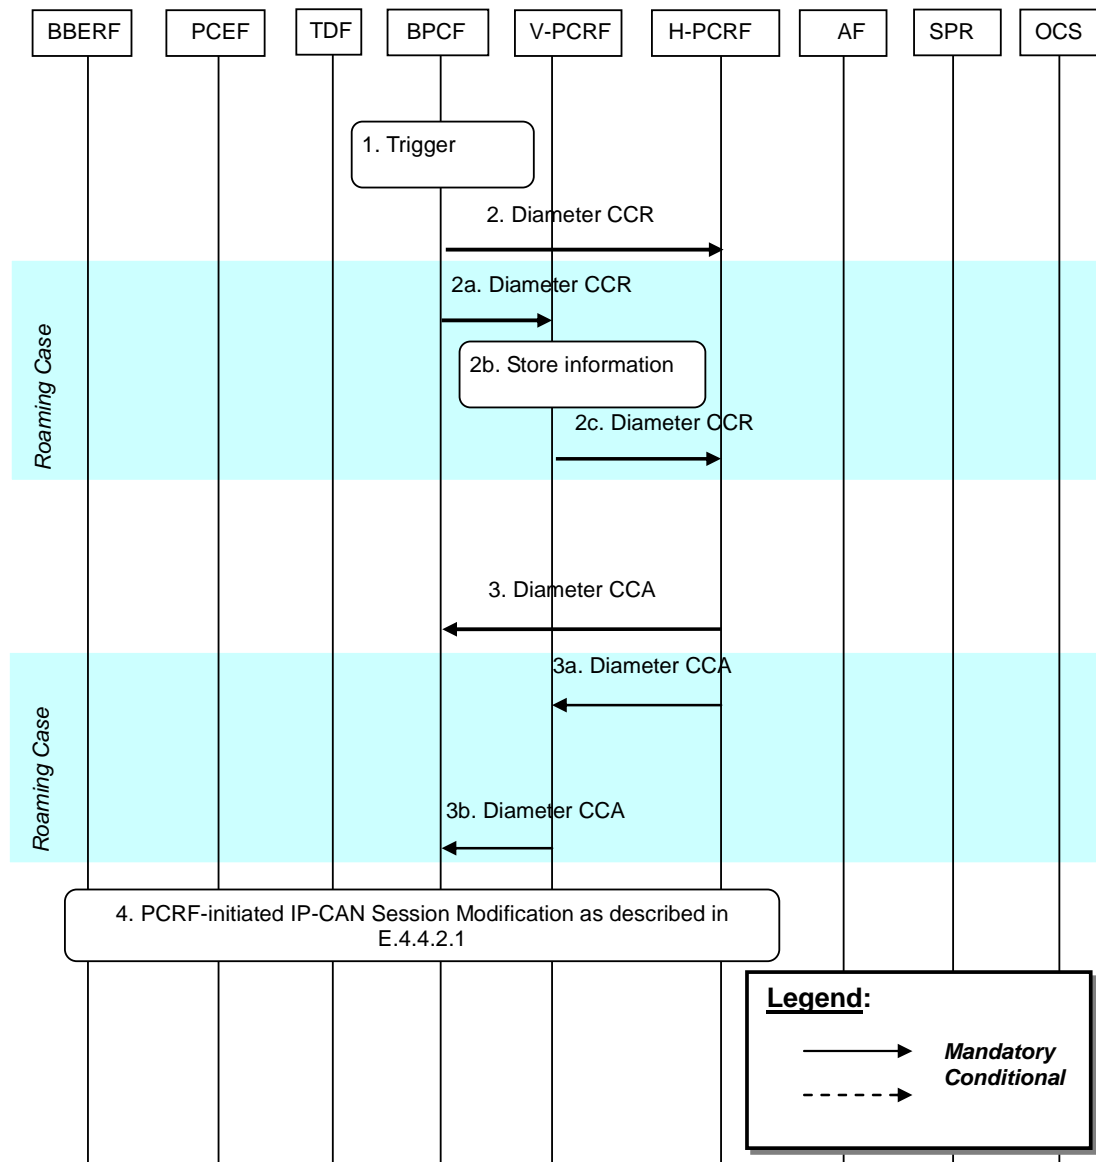 BBERF
PCEF
TDF
BPCF
V-PCRF
H-PCRF
AF
SPR
OCS
1. Trigger
2. Diameter CCR
Roaming Case
2a. Diameter CCR
2b. Store information
2c. Diameter CCR
3. Diameter CCA
Roaming Case
3a. Diameter CCA
3b. Diameter CCA
4. PCRF-initiated IP-CAN Session Modification as described in
E.4.4.2.1
Legend:
Mandatory
Conditional